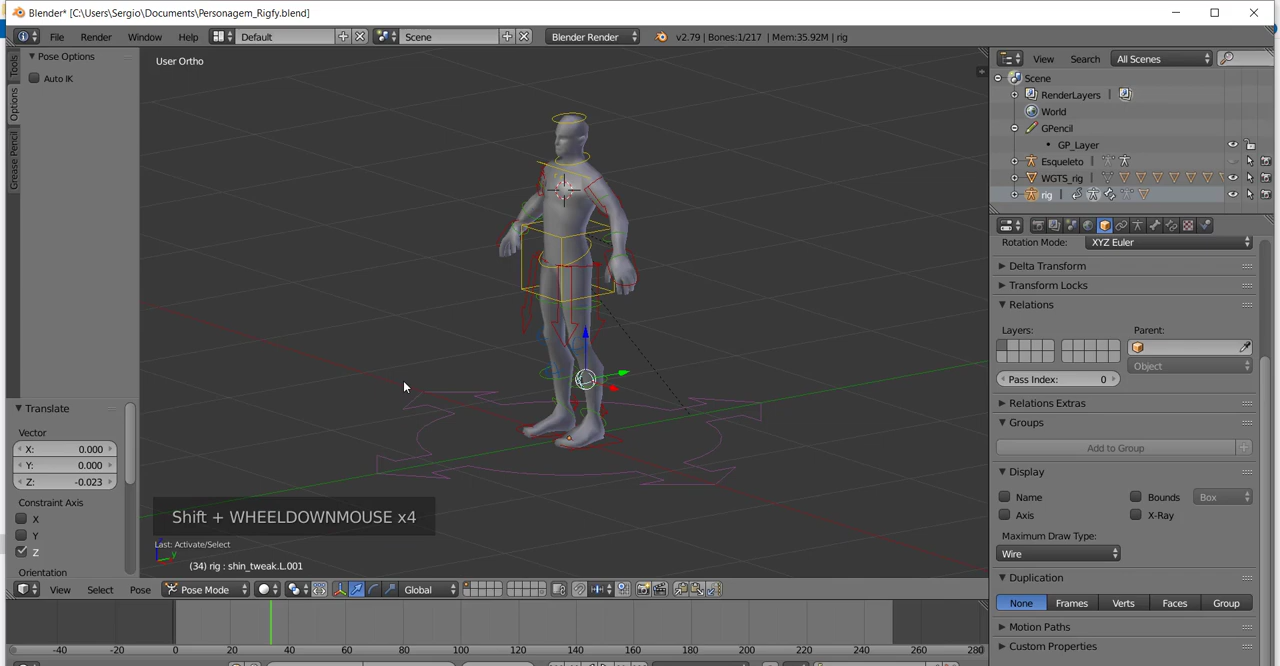 Blender* [C:\Users\Sergio\Documents\Personagem_Rigfy.blend]
File Render Window Help Default Scene Blender Render v2.79 | Bones:1/217 | Mem:35.92M | rig
Tools
Options
Grease Pencil
Pose Options
Auto IK
Translate
Vector
X: 0.000
Y: 0.000
Z: -0.023
Constraint Axis
X
Y
Z
Orientation
User Ortho
Shift + WHEELDOWNMOUSE x4
Last: Activate/Select
y
(34) rig : shin_tweak.L.001
View Select Pose Pose Mode Global
-40 -20 0 20 40 60 80 100 120 140 160 180 200 220 240 260 280
View Search All Scenes
Scene
RenderLayers
World
GPencil
GP_Layer
Esqueleto
WGTS_rig
rig
Rotation Mode: XYZ Euler
Delta Transform
Transform Locks
Relations
Layers: Parent:
Object
Pass Index: 0
Relations Extras
Groups
Add to Group
Display
Name Bounds Box
Axis X-Ray
Maximum Draw Type:
Wire
Duplication
None Frames Verts Faces Group
Motion Paths
Custom Properties